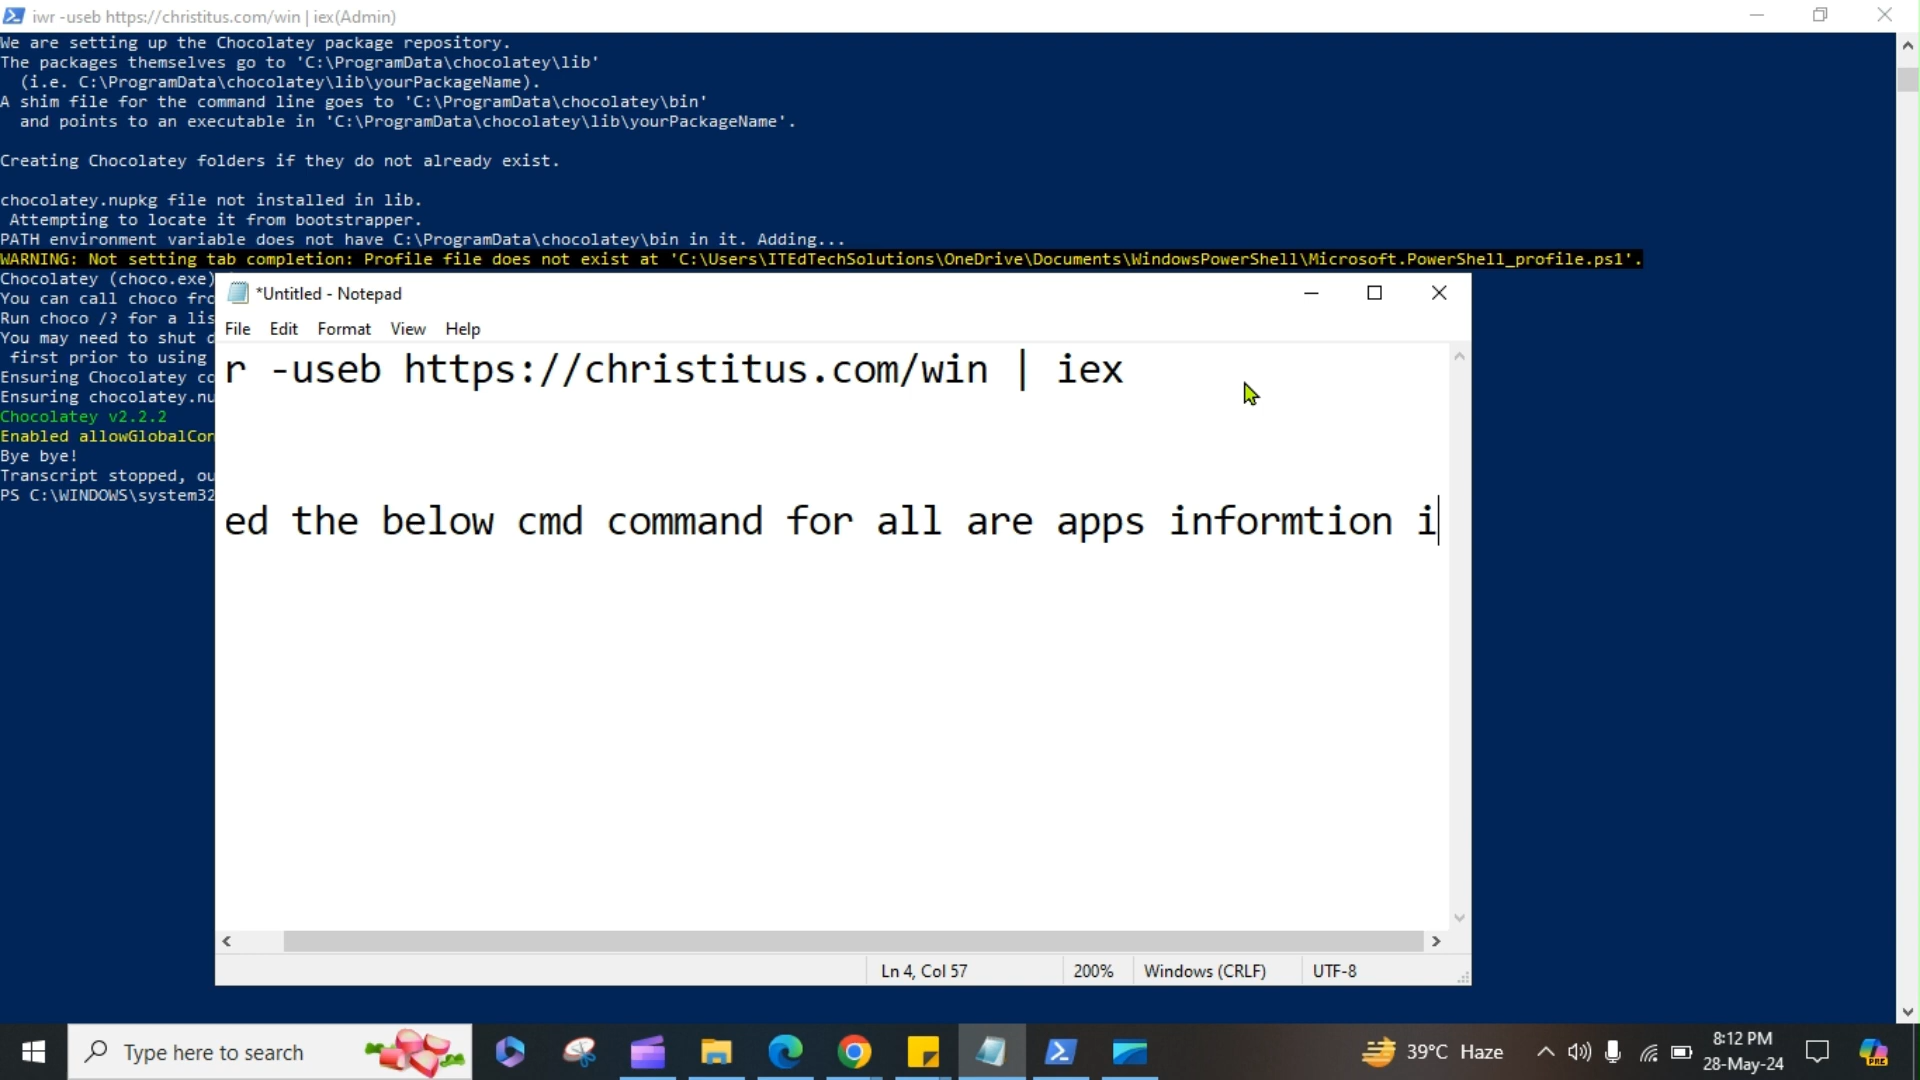 iwr -useb https://christitus.com/win | iex(Admin)
We are setting up the Chocolatey package repository.
The packages themselves go to 'C:\ProgramData\chocolatey\lib'
(i.e. C:\ProgramData\chocolatey\lib\yourPackageName).
A shim file for the command line goes to 'C:\ProgramData\chocolatey\bin'
and points to an executable in 'C:\ProgramData\chocolatey\lib\yourPackageName'.
Creating Chocolatey folders if they do not already exist.
chocolatey.nupkg file not installed in lib.
Attempting to locate it from bootstrapper.
PATH environment variable does not have C:\ProgramData\chocolatey\bin in it. Adding...
WARNING: Not setting tab completion: Profile file does not exist at 'C:\Users\ITEdTechSolutions\OneDrive\Documents\WindowsPowerShell\Microsoft.PowerShell_profile.ps1'.
Chocolatey (choco.exe)
You can call choco fro
Run choco /? for a lis
You may need to shut d
first prior to using
Ensuring Chocolatey co
Ensuring chocolatey.nu
Chocolatey v2.2.2
Enabled allowGlobalCon
Bye bye!
Transcript stopped, ou
PS C:\WINDOWS\system32
*Untitled - Notepad
File Edit Format View Help
r -useb https://christitus.com/win | iex
ed the below cmd command for all are apps informtion i
Ln 4, Col 57 200% Windows (CRLF) UTF-8
Type here to search
39°C Haze
8:12 PM
28-May-24
PRE